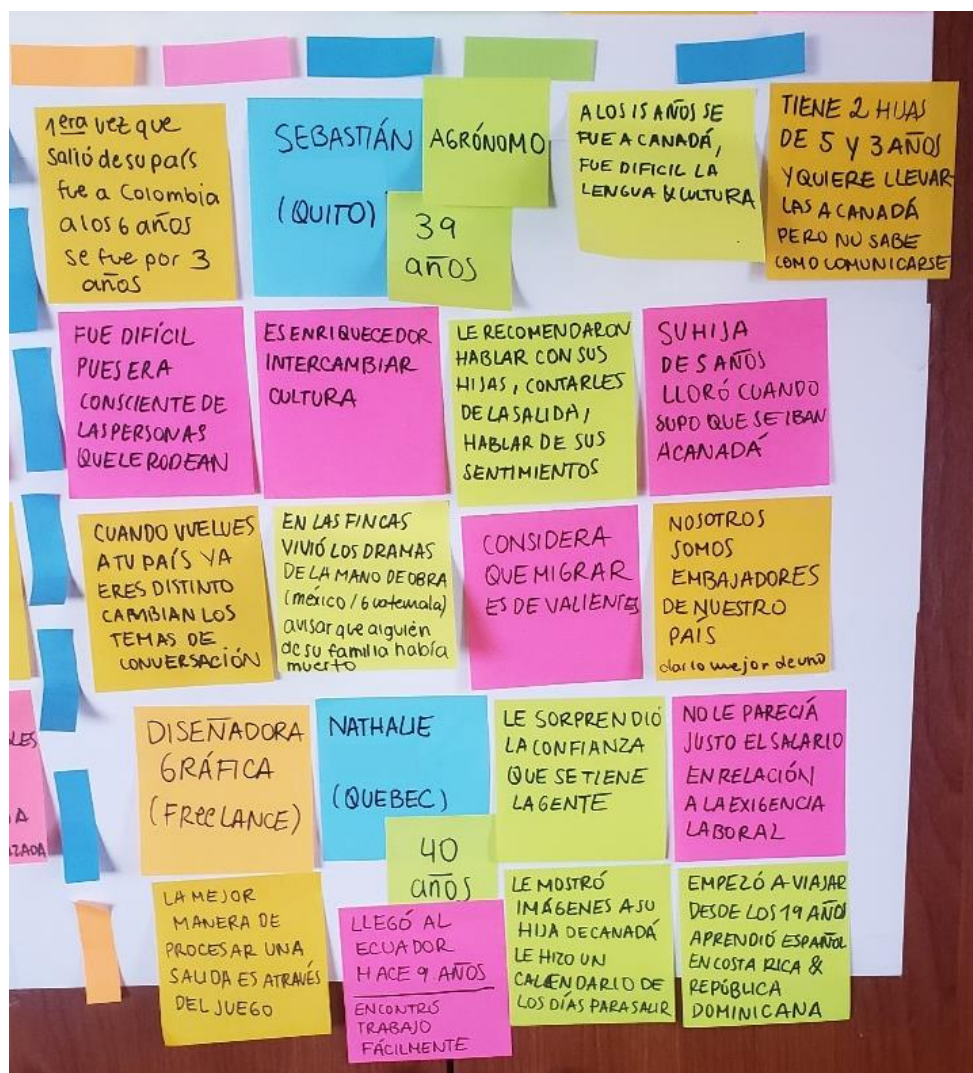 1era vez que
Salió de su país
fue a Colombia
a los 6 años
se fue por 3
años
SEBASTIÁN
(QUITO)
AGRÓNOMO
39
años
A LOS 15 AÑOS SE
FUE A CANADÁ,
FUE DIFICIL LA
LENGUA & CULTURA
TIENE 2 HIJAS
DE 5 Y 3 AÑOS
Y QUIERE LLEVAR
LAS A CANADÁ
PERO NO SABE
COMO COMUNICARSE
FUE DIFÍCIL
PUES ERA
CONSCIENTE DE
LAS PERSONAS
QUE LE RODEAN
ES ENRIQUECEDOR
INTERCAMBIAR
CULTURA
LE RECOMENDARON
HABLAR CON SUS
HIJAS, CONTARLES
DE LA SALIDA,
HABLAR DE SUS
SENTIMIENTOS
SU HIJA
DE 5 AÑOS
LLORÓ CUANDO
SUPO QUE SE IBAN
A CANADÁ
CUANDO VUELVES
A TU PAÍS YA
ERES DISTINTO
CAMBIAN LOS
TEMAS DE
CONVERSACIÓN
EN LAS FINCAS
VIVIÓ LOS DRAMAS
DE LA MANO DE OBRA
(méxico / Guatemala)
avisar que alguién
de su familia había
muerto
CONSIDERA
QUE MIGRAR
ES DE VALIENTES
NOSOTROS
SOMOS
EMBAJADORES
DE NUESTRO
PAÍS
dar lo mejor de uno
LES
A
ZADA
DISEÑADORA
GRÁFICA
(FREELANCE)
NATHALIE
(QUEBEC)
40
años
LE SORPRENDIÓ
LA CONFIANZA
QUE SE TIENE
LA GENTE
NO LE PARECÍA
JUSTO EL SALARIO
EN RELACIÓN
A LA EXIGENCIA
LABORAL
LA MEJOR
MANERA DE
PROCESAR UNA
SALIDA ES ATRAVÉS
DEL JUEGO
LLEGÓ AL
ECUADOR
HACE 9 AÑOS
ENCONTRÓ
TRABAJO
FÁCILMENTE
LE MOSTRÓ
IMÁGENES A SU
HIJA DE CANADÁ
LE HIZO UN
CALENDARIO DE
LOS DÍAS PARA SALIR
EMPEZÓ A VIAJAR
DESDE LOS 19 AÑOS
APRENDIÓ ESPAÑOL
EN COSTA RICA &
REPÚBLICA
DOMINICANA